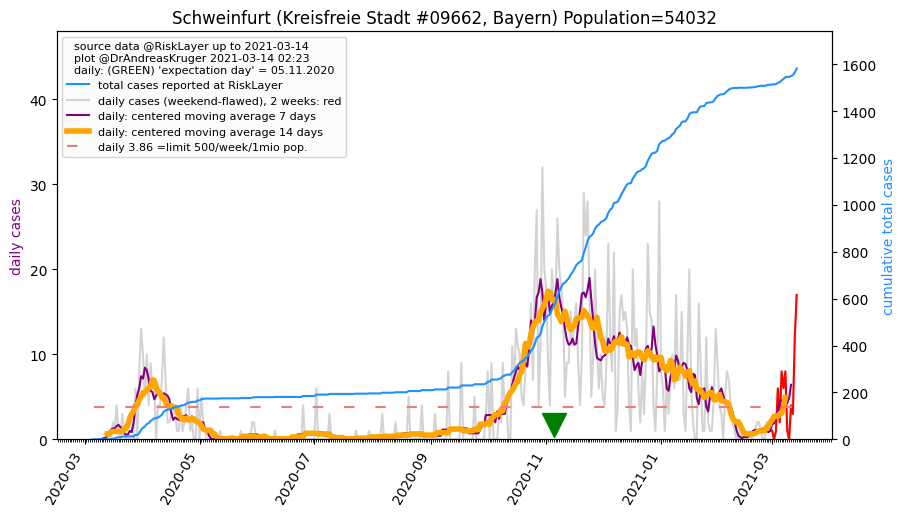 Schweinfurt (Kreisfreie Stadt #09662, Bayern) Population=54032
source data @RiskLayer up to 2021-03-14
plot @DrAndreasKruger 2021-03-14 02:23
daily: (GREEN) 'expectation day' = 05.11.2020
total cases reported at RiskLayer
daily cases (weekend-flawed), 2 weeks: red
daily: centered moving average 7 days
daily: centered moving average 14 days
daily 3.86 =limit 500/week/1mio pop.
daily cases
40
30
20
10
0
cumulative total cases
1600
1400
1200
1000
800
600
400
200
0
2020-03
2020-05
2020-07
2020-09
2020-11
2021-01
2021-03